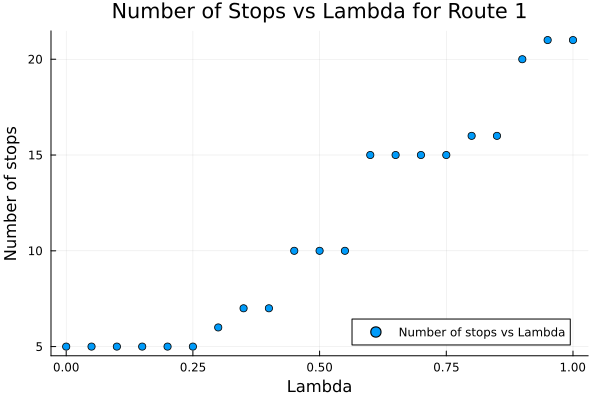 Number of Stops vs Lambda for Route 1
Number of stops
20
15
10
5
Number of stops vs Lambda
0.00
0.25
0.50
0.75
1.00
Lambda